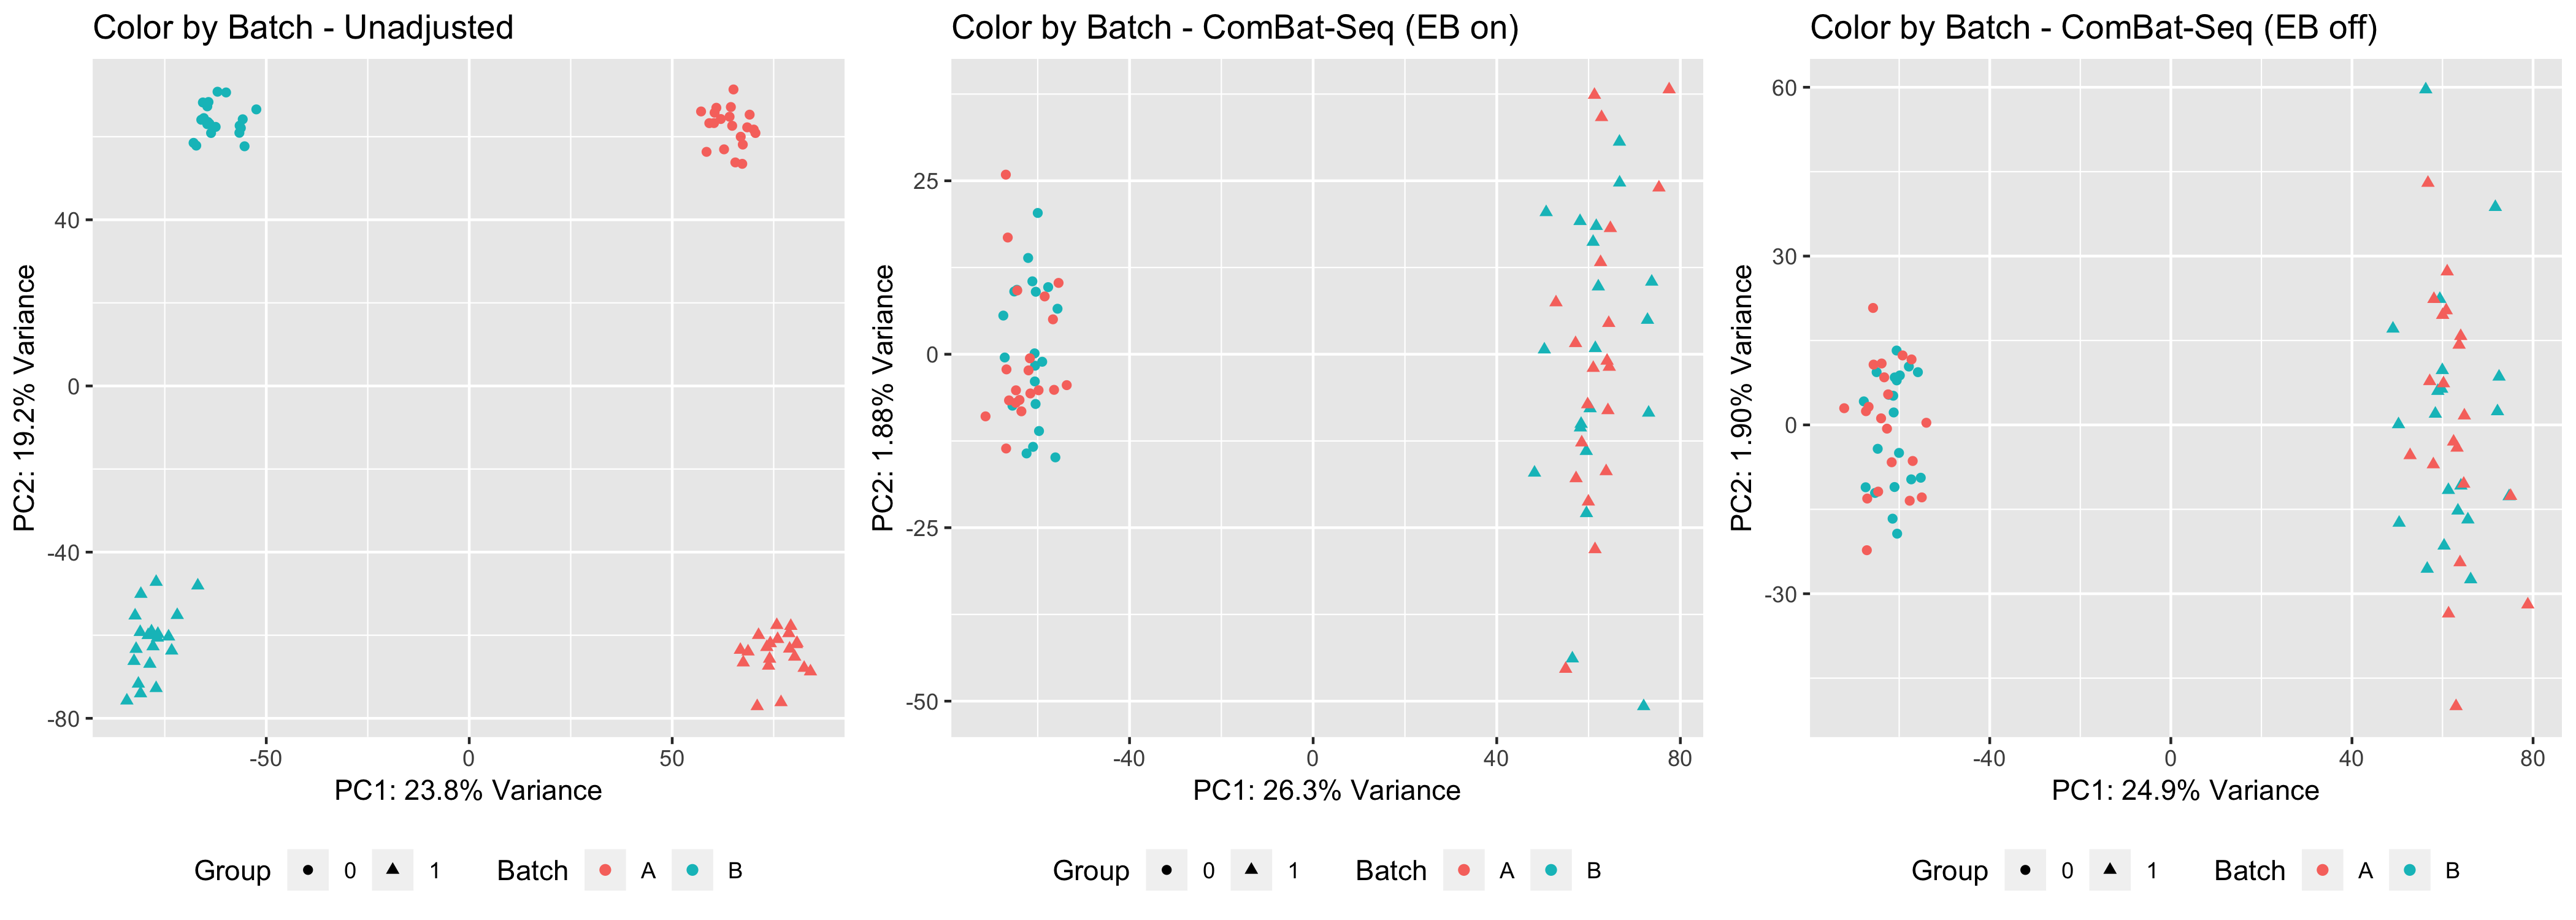 Color by Batch - Unadjusted
40
0
-40
-80
PC2: 19.2% Variance
-50
0
50
PC1: 23.8% Variance
Group 0 1 Batch A B
Color by Batch - ComBat-Seq (EB on)
25
0
-25
-50
PC2: 1.88% Variance
-40
0
40
80
PC1: 26.3% Variance
Group 0 1 Batch A B
Color by Batch - ComBat-Seq (EB off)
60
30
0
-30
PC2: 1.90% Variance
-40
0
40
80
PC1: 24.9% Variance
Group 0 1 Batch A B